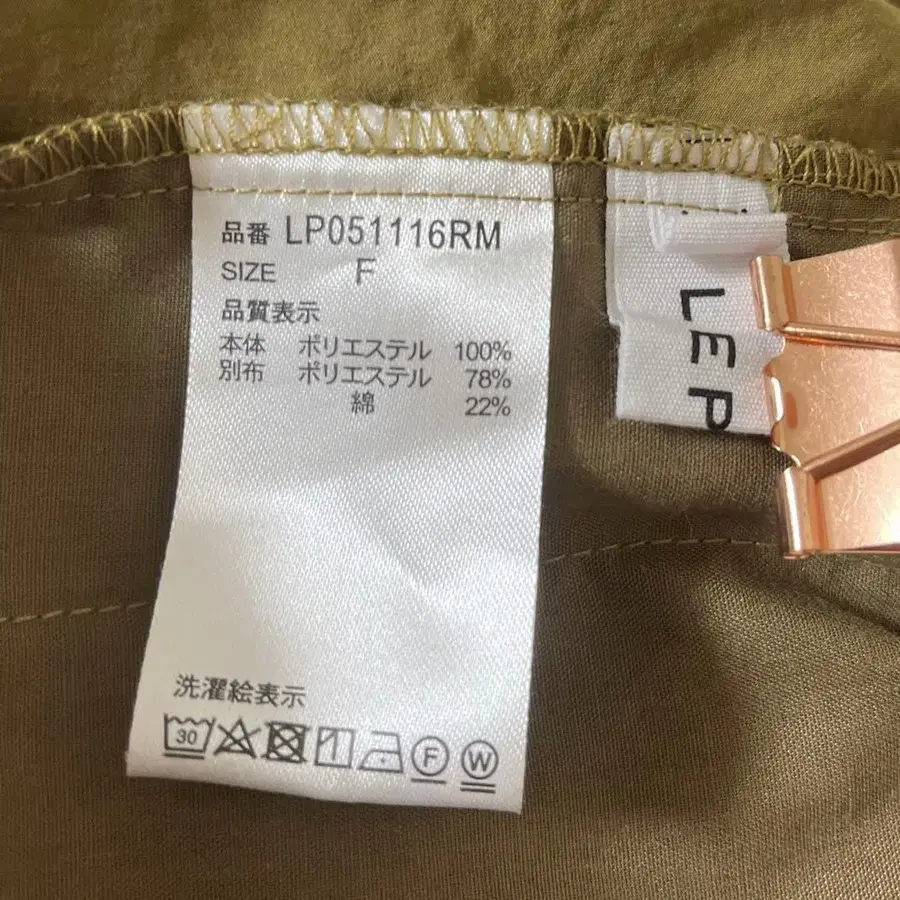 品番 LP051116RM
SIZE F
品質表示
本体 ポリエステル 100%
別布 ポリエステル 78%
綿 22%
洗濯絵表示
30 F W
LEP